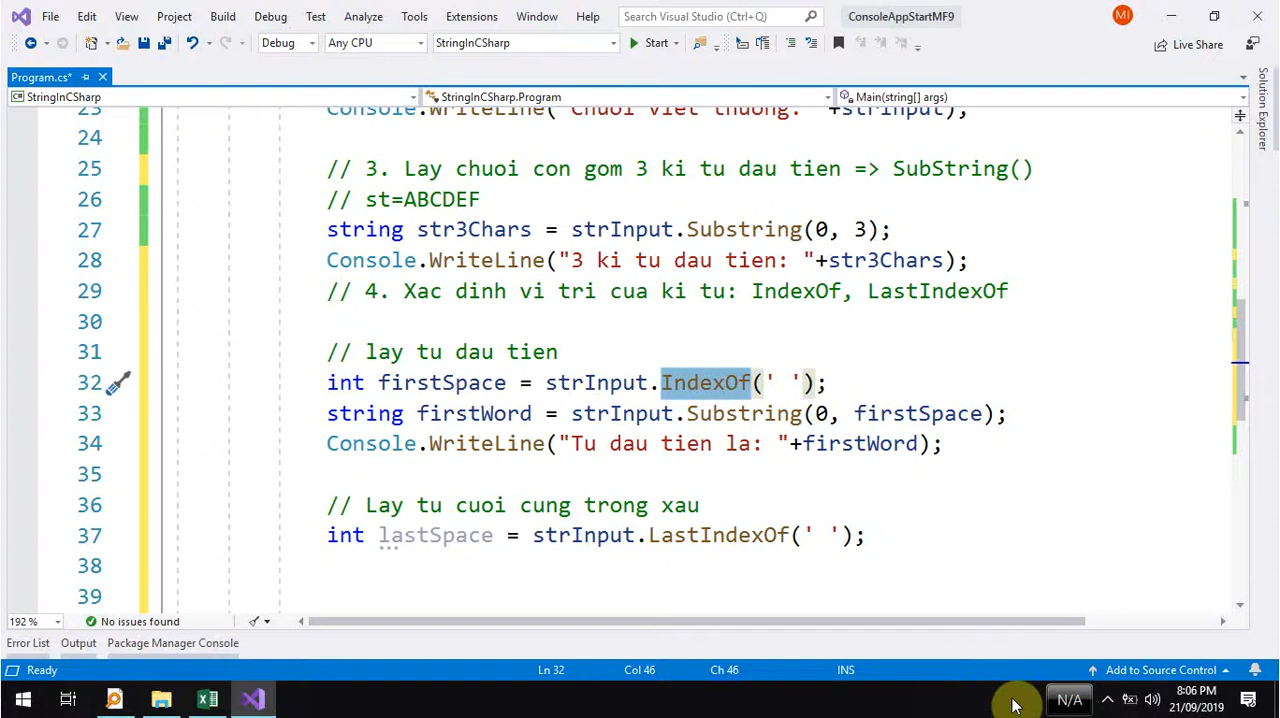 File Edit View Project Build Debug Test Analyze Tools Extensions Window Help Search Visual Studio (Ctrl+Q) ConsoleAppStartMF9 MI
Debug Any CPU StringInCSharp Start Live Share
Program.cs*
StringInCSharp StringInCSharp.Program Main(string[] args)
Solution Explorer
23 Console.WriteLine("Chuoi viet thuong: "+strInput);
24
25 // 3. Lay chuoi con gom 3 ki tu dau tien => SubString()
26 // st=ABCDEF
27 string str3Chars = strInput.Substring(0, 3);
28 Console.WriteLine("3 ki tu dau tien: "+str3Chars);
29 // 4. Xac dinh vi tri cua ki tu: IndexOf, LastIndexOf
30
31 // lay tu dau tien
32 int firstSpace = strInput.IndexOf(' ');
33 string firstWord = strInput.Substring(0, firstSpace);
34 Console.WriteLine("Tu dau tien la: "+firstWord);
35
36 // Lay tu cuoi cung trong xau
37 int lastSpace = strInput.LastIndexOf(' ');
38
39
192 % No issues found
Error List Output Package Manager Console
Ready Ln 32 Col 46 Ch 46 INS Add to Source Control
N/A 8:06 PM
21/09/2019